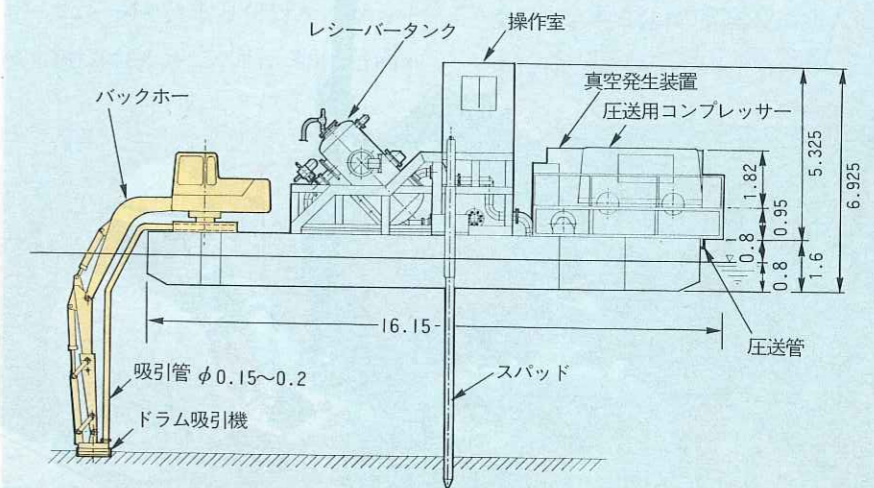 操作室
レシーバータンク
真空発生装置
圧送用コンプレッサー
バックホー
5.325
6.925
1.82
0.95
0.8
1.6
0.8
16.15
圧送管
吸引管 φ0.15〜0.2
スパッド
ドラム吸引機